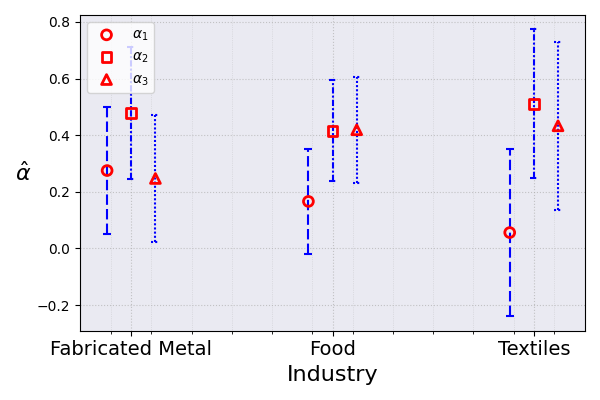 0.8
0.6
0.4
0.2
0.0
−0.2
α̂
α₁
α₂
α₃
Fabricated Metal Food Textiles
Industry